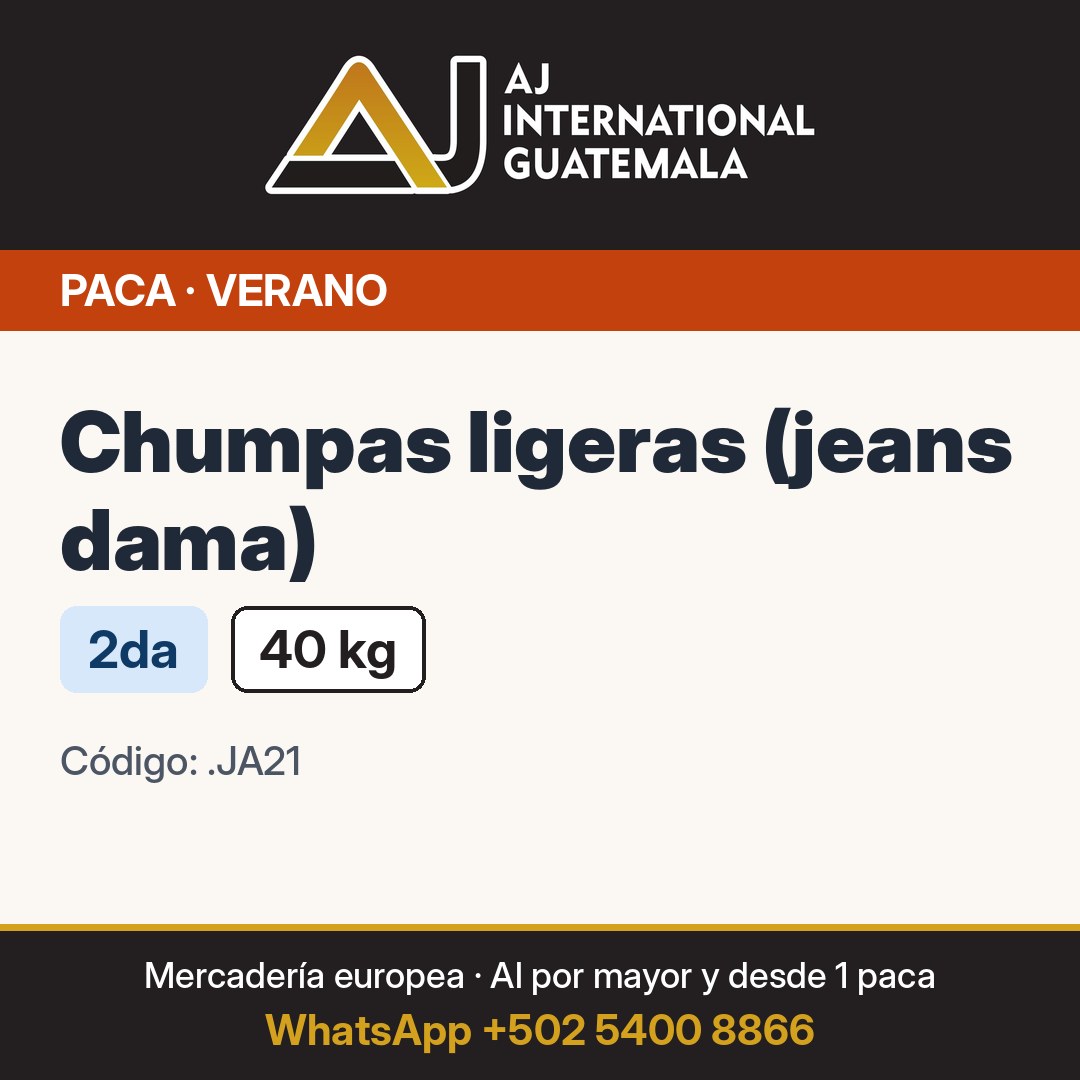 AJ
AJ
INTERNATIONAL
GUATEMALA
PACA · VERANO
Chumpas ligeras (jeans
dama)
2da
40 kg
Código: .JA21
Mercadería europea · Al por mayor y desde 1 paca
WhatsApp +502 5400 8866